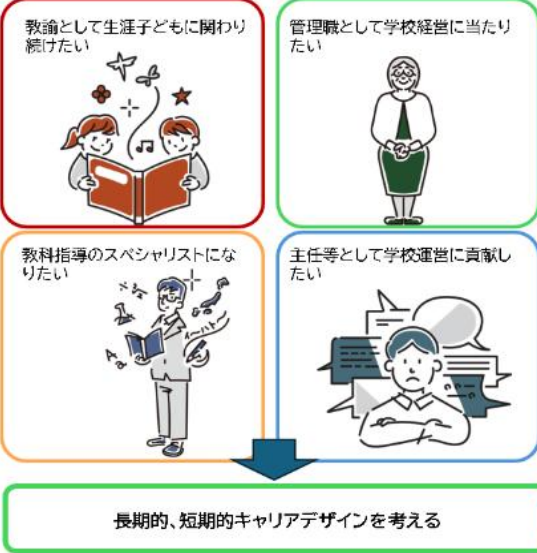 教諭として生涯子どもに関わり
続けたい
管理職として学校経営に当たり
たい
教科指導のスペシャリストにな
りたい
主任等として学校運営に貢献し
たい
長期的、短期的キャリアデザインを考える